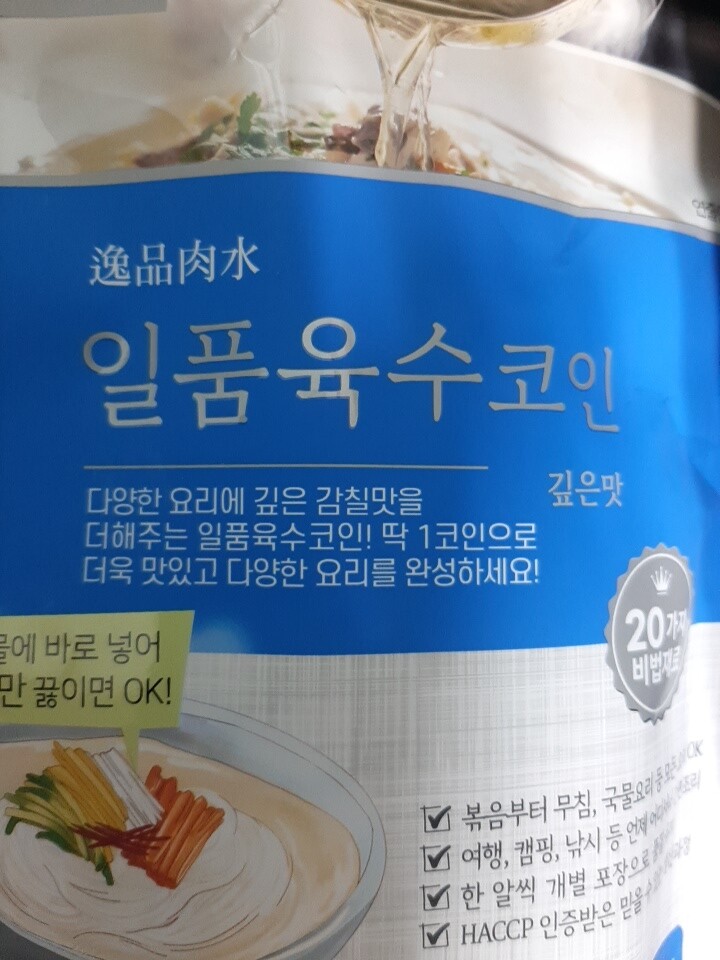 逸品肉水
일품육수코인
깊은맛
다양한 요리에 깊은 감칠맛을
더해주는 일품육수코인! 딱 1코인으로
더욱 맛있고 다양한 요리를 완성하세요!
20가지
비법재료
에 바로 넣어
만 끓이면 OK!
볶음부터 무침, 국물요리 등 OK
여행, 캠핑, 낚시 등 언제
한 알씩 개별 포장으로
HACCP 인증받은 믿을 수